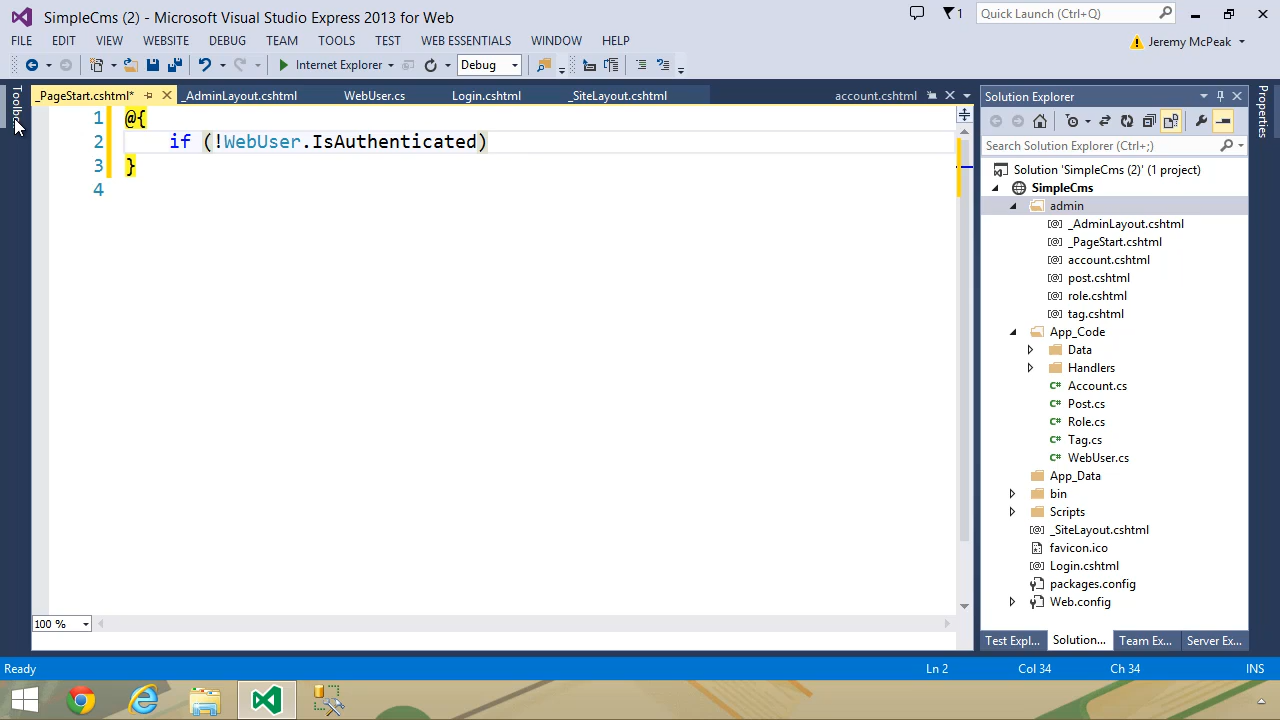 SimpleCms (2) - Microsoft Visual Studio Express 2013 for Web
1
Quick Launch (Ctrl+Q)
FILE EDIT VIEW WEBSITE DEBUG TEAM TOOLS TEST WEB ESSENTIALS WINDOW HELP
Jeremy McPeak
Internet Explorer
Debug
_PageStart.cshtml*
_AdminLayout.cshtml
WebUser.cs
Login.cshtml
_SiteLayout.cshtml
account.cshtml
Toolbox
1 @{
2 if (!WebUser.IsAuthenticated)
3 }
4
100 %
Solution Explorer
Search Solution Explorer (Ctrl+;)
Solution 'SimpleCms (2)' (1 project)
SimpleCms
admin
_AdminLayout.cshtml
_PageStart.cshtml
account.cshtml
post.cshtml
role.cshtml
tag.cshtml
App_Code
Data
Handlers
Account.cs
Post.cs
Role.cs
Tag.cs
WebUser.cs
App_Data
bin
Scripts
_SiteLayout.cshtml
favicon.ico
Login.cshtml
packages.config
Web.config
Test Expl... Solution... Team Ex... Server Ex...
Properties
Ready
Ln 2
Col 34
Ch 34
INS